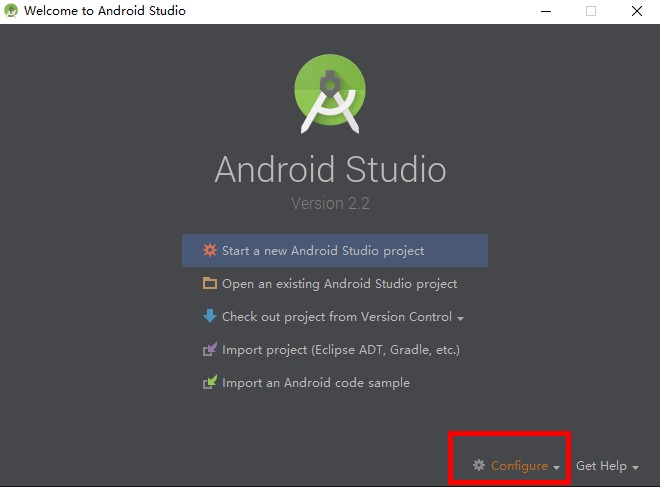 Welcome to Android Studio
Android Studio
Version 2.2
Start a new Android Studio project
Open an existing Android Studio project
Check out project from Version Control
Import project (Eclipse ADT, Gradle, etc.)
Import an Android code sample
Configure Get Help